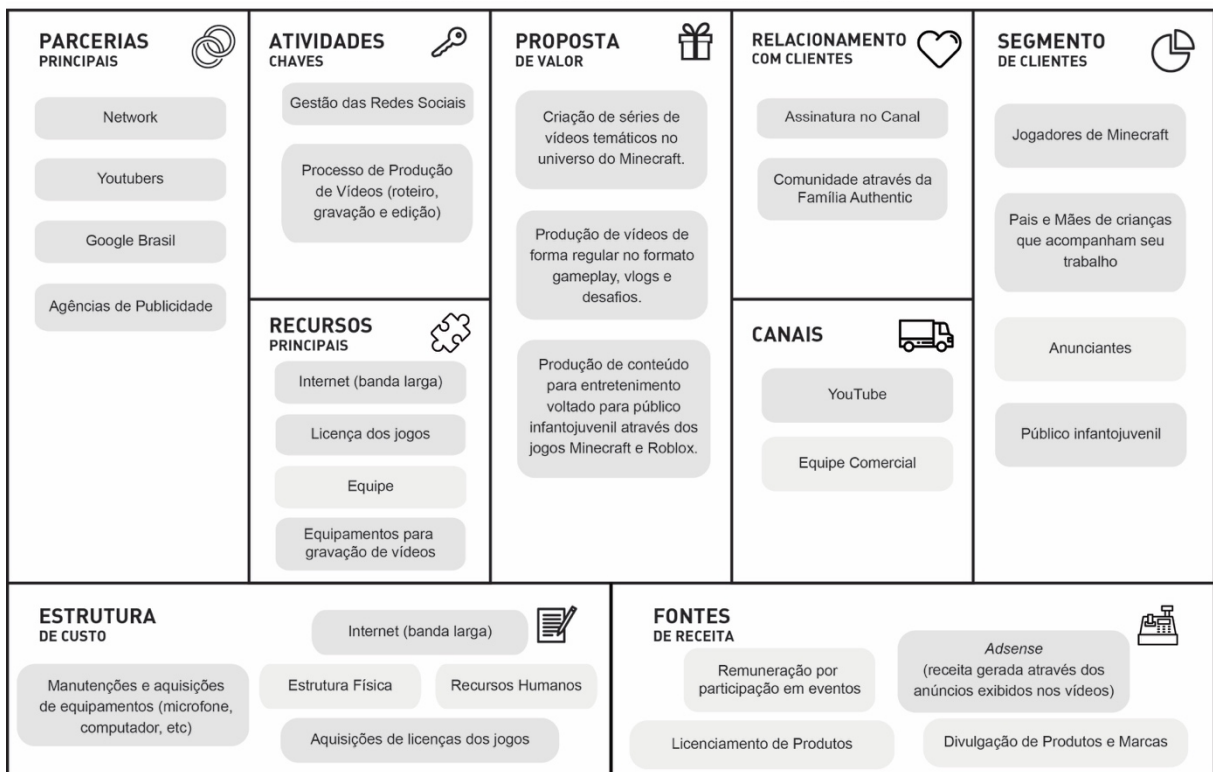 PARCERIAS
PRINCIPAIS
Network
Youtubers
Google Brasil
Agências de Publicidade
ATIVIDADES
CHAVES
Gestão das Redes Sociais
Processo de Produção
de Vídeos (roteiro,
gravação e edição)
RECURSOS
PRINCIPAIS
Internet (banda larga)
Licença dos jogos
Equipe
Equipamentos para
gravação de vídeos
PROPOSTA
DE VALOR
Criação de séries de
vídeos temáticos no
universo do Minecraft.
Produção de vídeos de
forma regular no formato
gameplay, vlogs e
desafios.
Produção de conteúdo
para entretenimento
voltado para público
infantojuvenil através dos
jogos Minecraft e Roblox.
RELACIONAMENTO
COM CLIENTES
Assinatura no Canal
Comunidade através da
Família Authentic
CANAIS
YouTube
Equipe Comercial
SEGMENTO
DE CLIENTES
Jogadores de Minecraft
Pais e Mães de crianças
que acompanham seu
trabalho
Anunciantes
Público infantojuvenil
ESTRUTURA
DE CUSTO
Internet (banda larga)
Manutenções e aquisições
de equipamentos (microfone,
computador, etc)
Estrutura Física
Recursos Humanos
Aquisições de licenças dos jogos
FONTES
DE RECEITA
Remuneração por
participação em eventos
Adsense
(receita gerada através dos
anúncios exibidos nos vídeos)
Licenciamento de Produtos
Divulgação de Produtos e Marcas